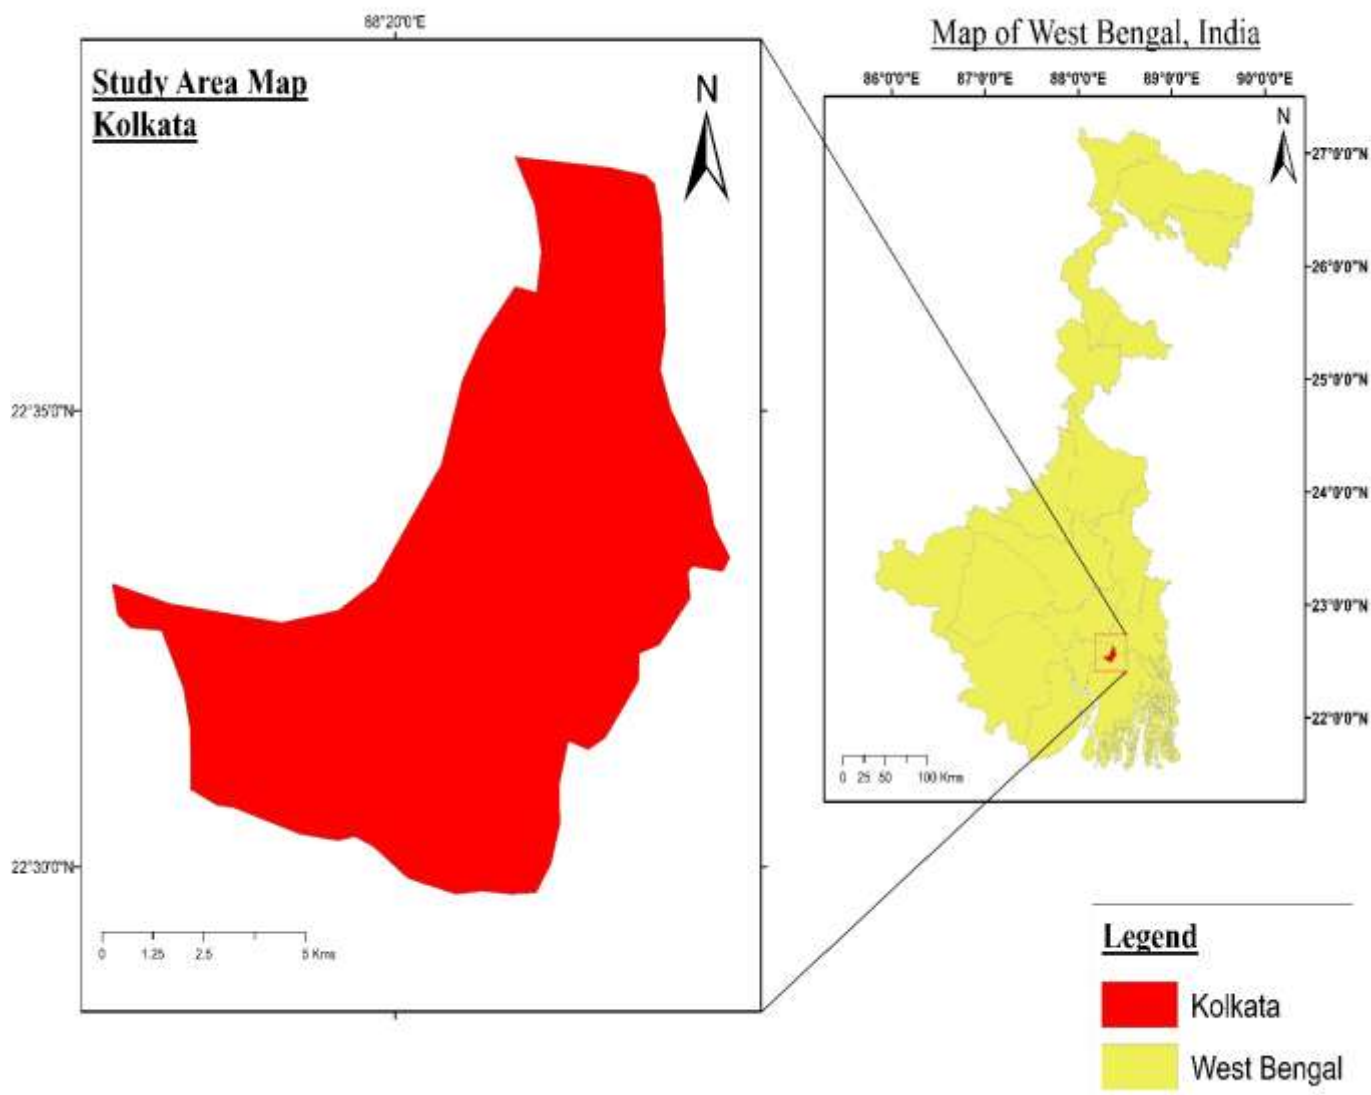 88°20'0"E
Study Area Map
Kolkata
N
22°35'0"N
22°30'0"N
0 1.25 2.5 5 Kms
Map of West Bengal, India
86°0'0"E 87°0'0"E 88°0'0"E 89°0'0"E 90°0'0"E
N
27°0'0"N
26°0'0"N
25°0'0"N
24°0'0"N
23°0'0"N
22°0'0"N
0 25 50 100 Kms
Legend
Kolkata
West Bengal